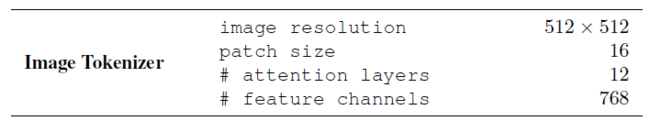 image resolution 512 × 512
Image Tokenizer patch size 16
# attention layers 12
# feature channels 768